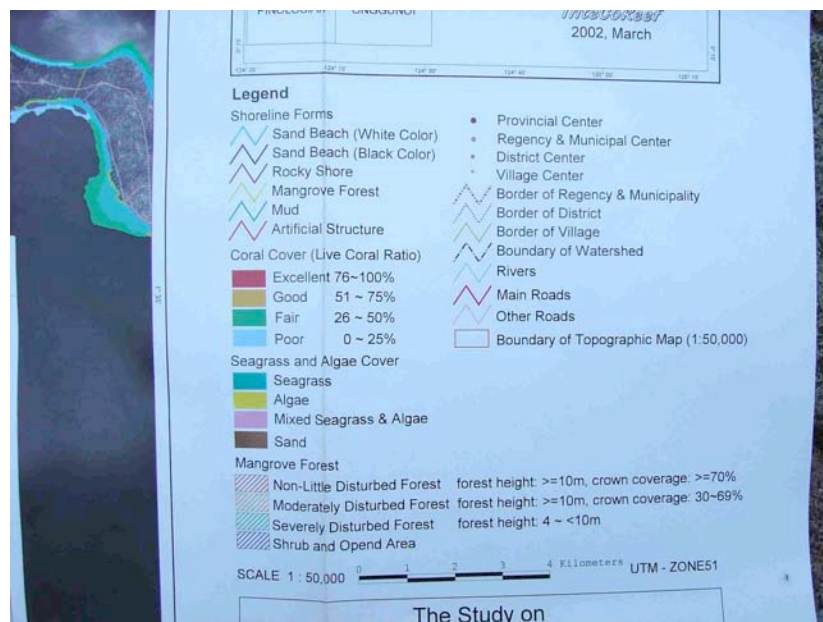 InteCoReef
2002, March
Legend
Shoreline Forms
Sand Beach (White Color)
Sand Beach (Black Color)
Rocky Shore
Mangrove Forest
Mud
Artificial Structure
Coral Cover (Live Coral Ratio)
Excellent 76~100%
Good 51 ~ 75%
Fair 26 ~ 50%
Poor 0 ~ 25%
Seagrass and Algae Cover
Seagrass
Algae
Mixed Seagrass & Algae
Sand
Provincial Center
Regency & Municipal Center
District Center
Village Center
Border of Regency & Municipality
Border of District
Border of Village
Boundary of Watershed
Rivers
Main Roads
Other Roads
Boundary of Topographic Map (1:50,000)
Mangrove Forest
Non-Little Disturbed Forest forest height: >=10m, crown coverage: >=70%
Moderately Disturbed Forest forest height: >=10m, crown coverage: 30~69%
Severely Disturbed Forest forest height: 4 ~ <10m
Shrub and Opend Area
SCALE 1 : 50,000 0 1 2 3 4 Kilometers UTM - ZONE51
The Study on